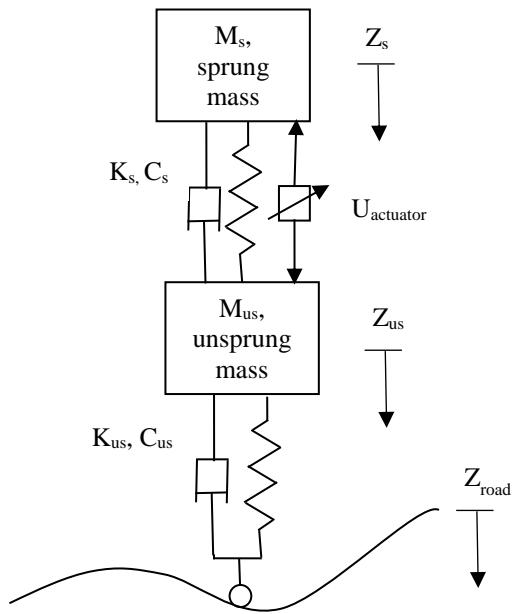 Ms,
sprung
mass
Zs
Ks, Cs
Uactuator
Mus,
unsprung
mass
Zus
Kus, Cus
Zroad